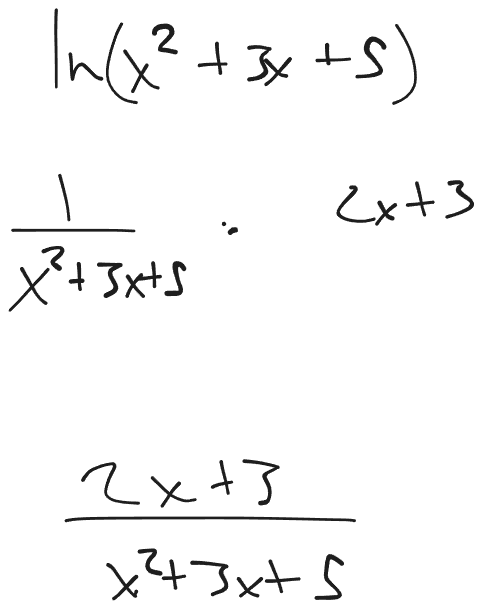 ln(x² + 3x + 5)
1/(x²+3x+5) · 2x+3
(2x+3)/(x²+3x+5)